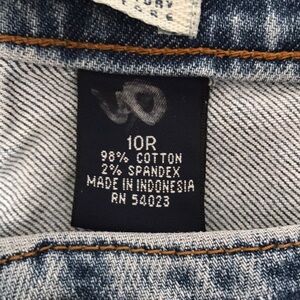 10R
98% COTTON
2% SPANDEX
MADE IN INDONESIA
RN 54023